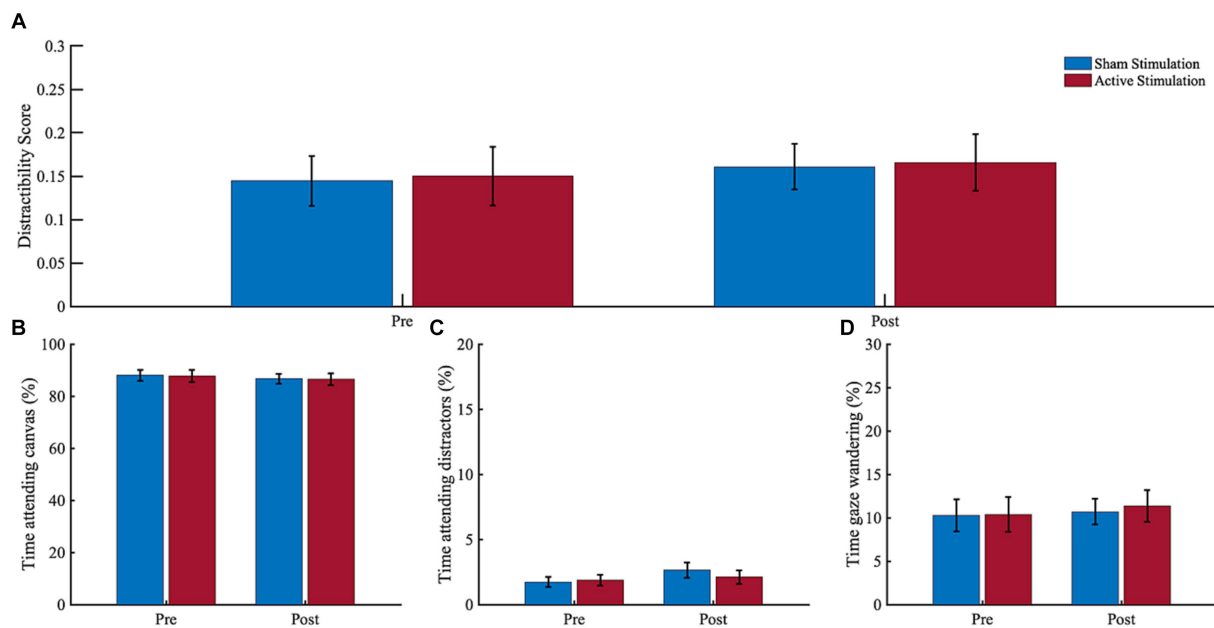 A
Distractibility Score
0.3
0.25
0.2
0.15
0.1
0.05
0
Sham Stimulation
Active Stimulation
Pre
Post
B
Time attending canvas (%)
100
80
60
40
20
0
Pre
Post
C
Time attending distractors (%)
20
15
10
5
0
Pre
Post
D
Time gaze wandering (%)
30
25
20
15
10
5
0
Pre
Post